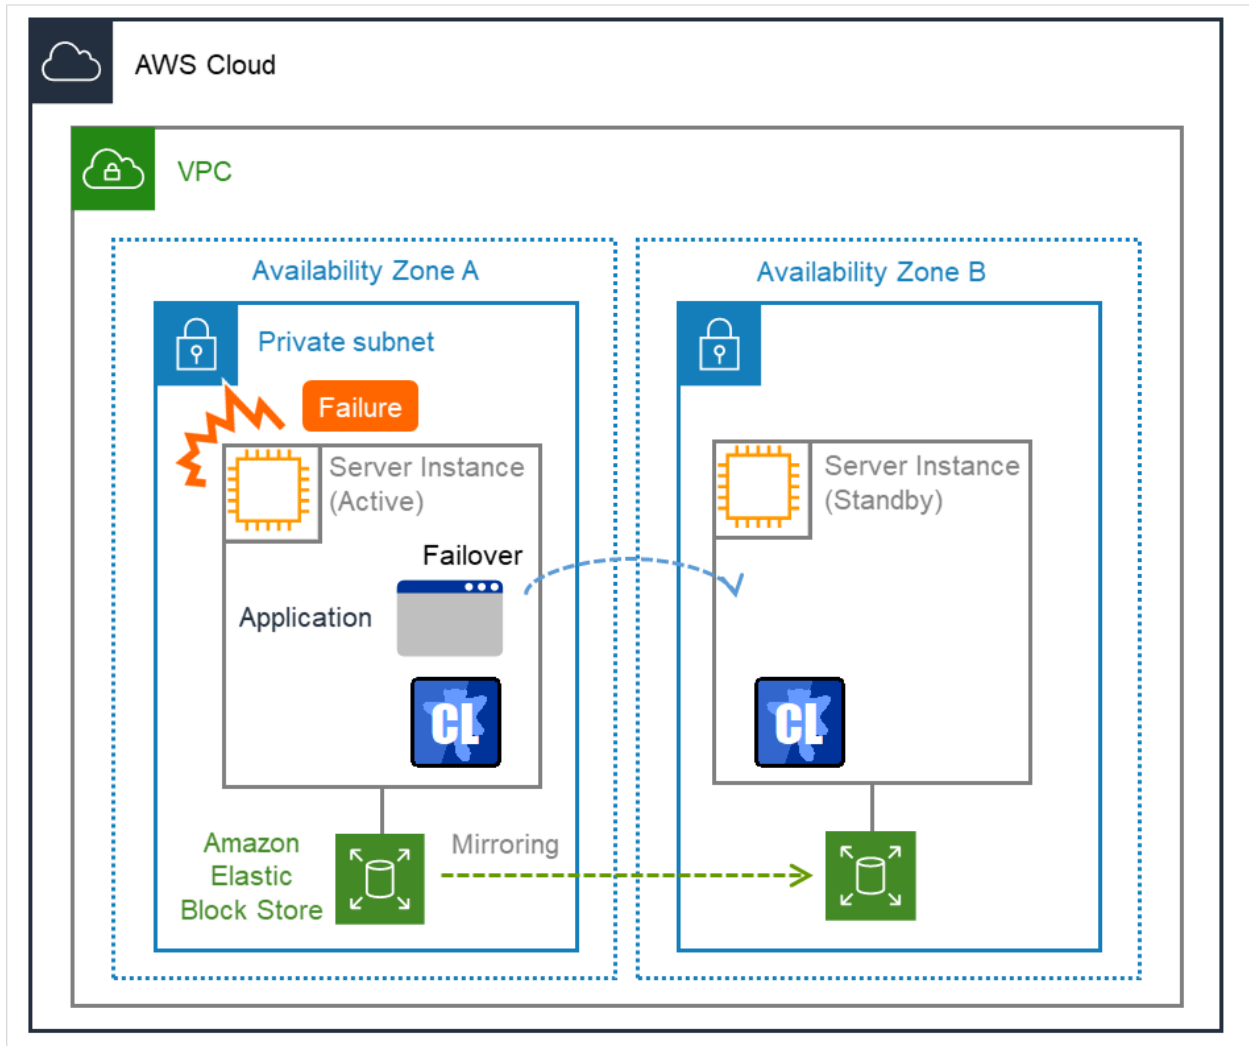 AWS Cloud
VPC
Availability Zone A
Availability Zone B
Private subnet
Failure
Server Instance
(Active)
Server Instance
(Standby)
Failover
Application
CL
CL
Amazon
Elastic
Block Store
Mirroring